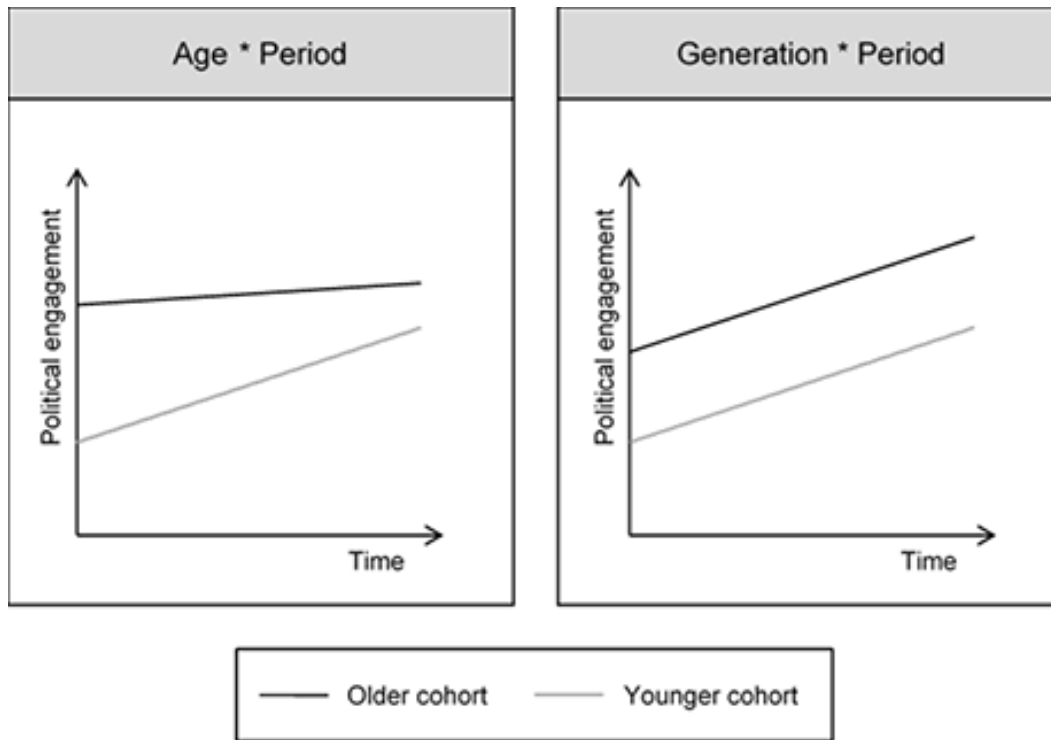 Age * Period
Political engagement
Time
Generation * Period
Political engagement
Time
Older cohort
Younger cohort